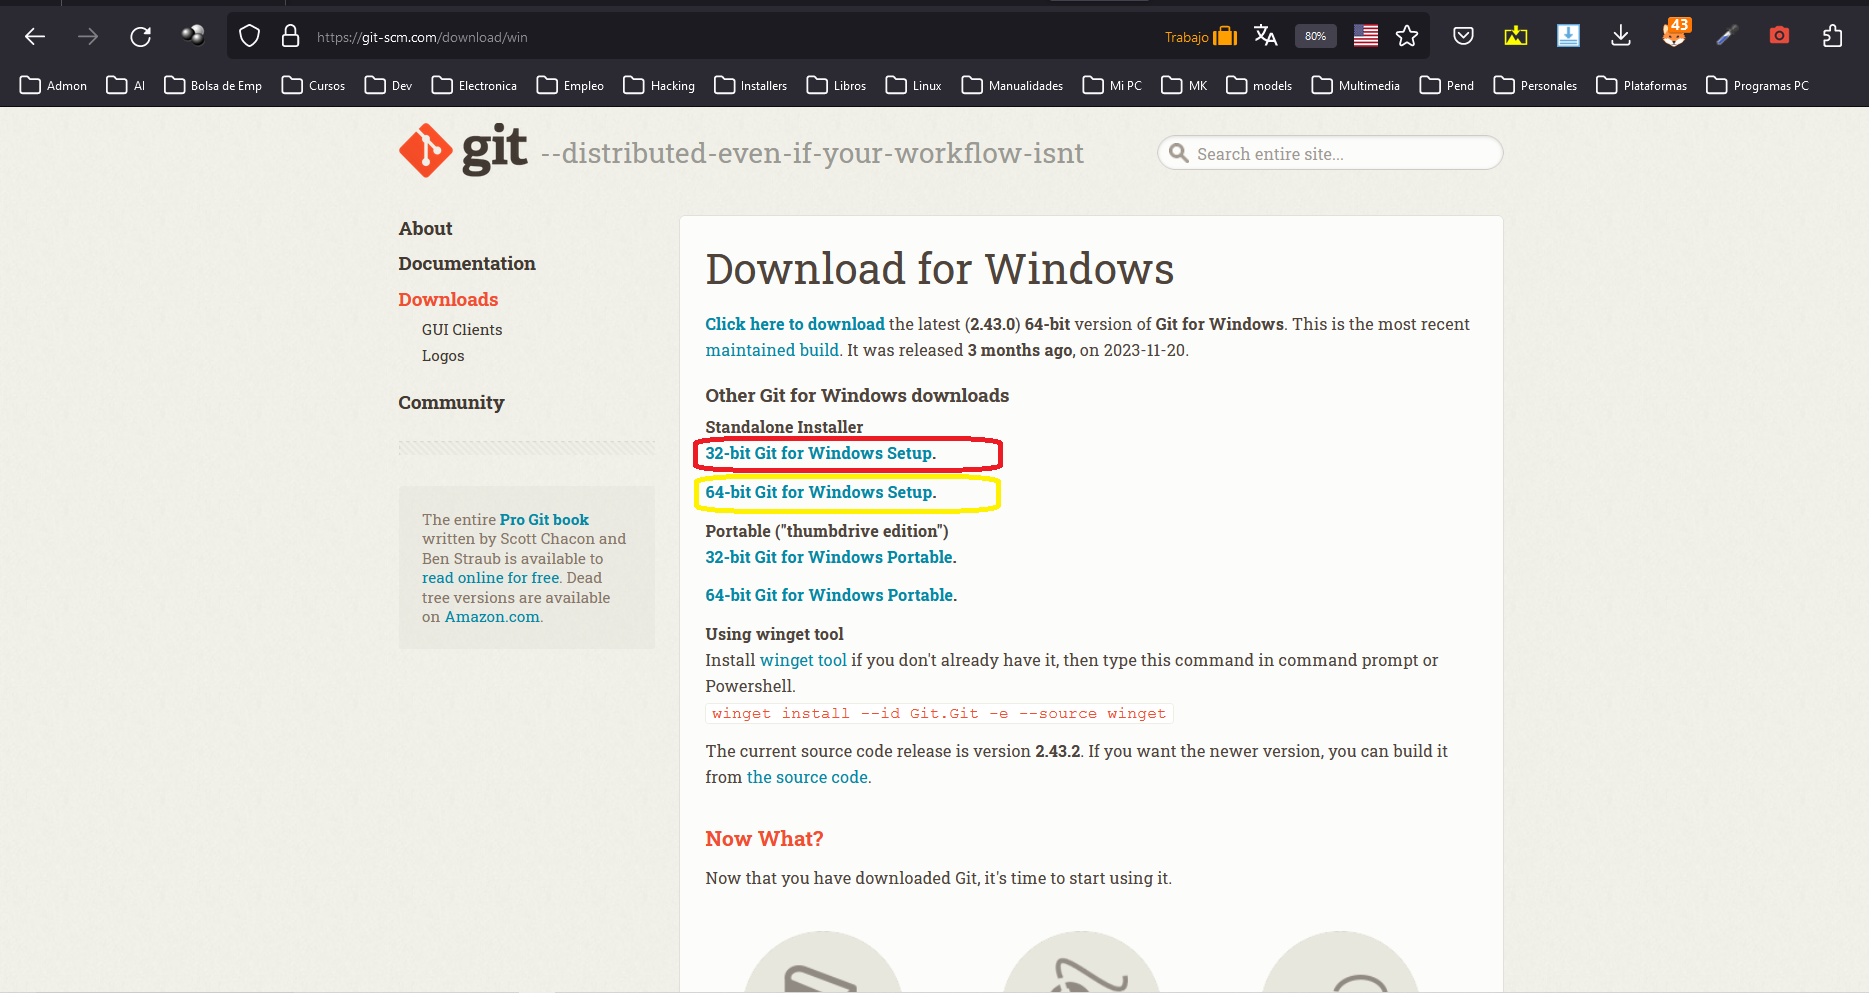 https://git-scm.com/download/win
Trabajo
80%
43
Admon
AI
Bolsa de Emp
Cursos
Dev
Electronica
Empleo
Hacking
Installers
Libros
Linux
Manualidades
Mi PC
MK
models
Multimedia
Pend
Personales
Plataformas
Programas PC
git --distributed-even-if-your-workflow-isnt
Search entire site...
About
Documentation
Downloads
GUI Clients
Logos
Community
The entire Pro Git book
written by Scott Chacon and
Ben Straub is available to
read online for free. Dead
tree versions are available
on Amazon.com.
Download for Windows
Click here to download the latest (2.43.0) 64-bit version of Git for Windows. This is the most recent
maintained build. It was released 3 months ago, on 2023-11-20.
Other Git for Windows downloads
Standalone Installer
32-bit Git for Windows Setup.
64-bit Git for Windows Setup.
Portable ("thumbdrive edition")
32-bit Git for Windows Portable.
64-bit Git for Windows Portable.
Using winget tool
Install winget tool if you don't already have it, then type this command in command prompt or
Powershell.
winget install --id Git.Git -e --source winget
The current source code release is version 2.43.2. If you want the newer version, you can build it
from the source code.
Now What?
Now that you have downloaded Git, it's time to start using it.